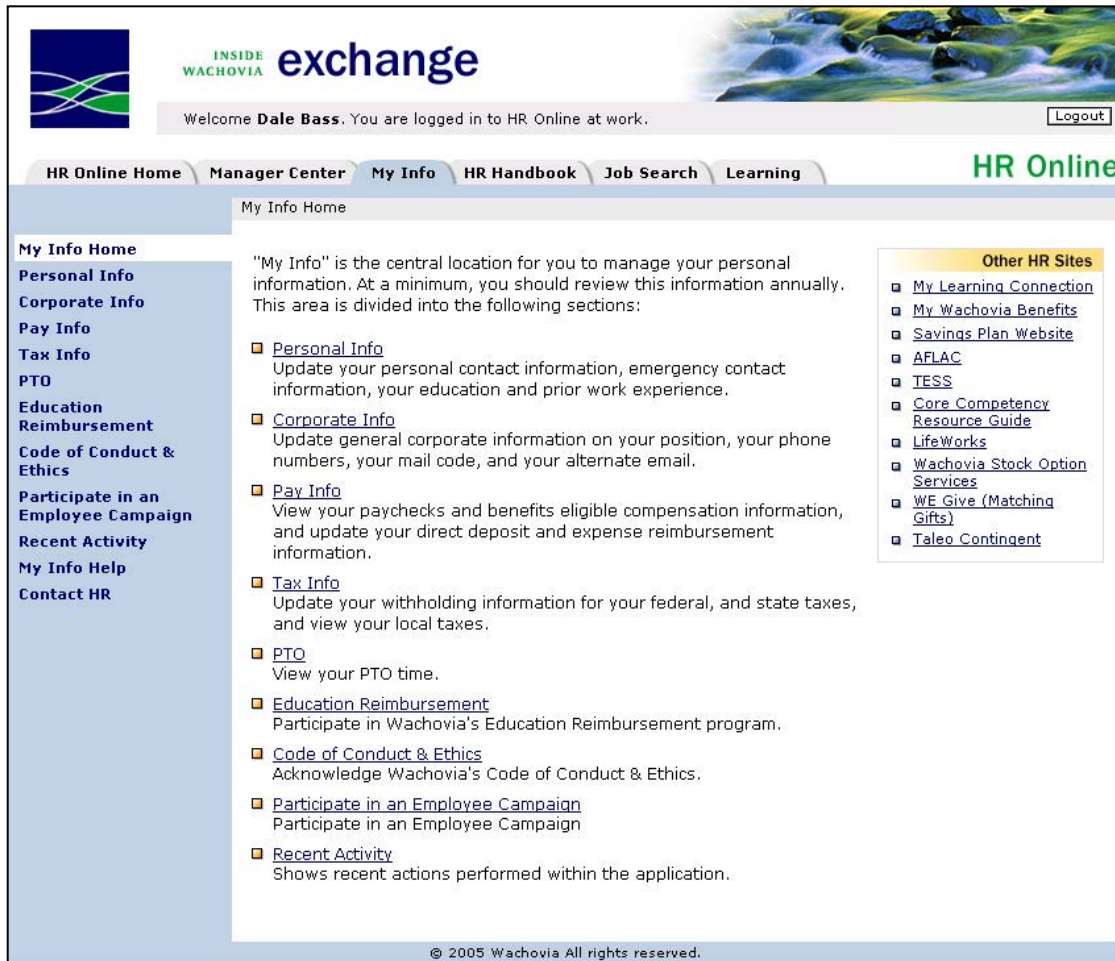 INSIDE
WACHOVIA exchange
Welcome Dale Bass. You are logged in to HR Online at work.
Logout
HR Online Home
Manager Center
My Info
HR Handbook
Job Search
Learning
HR Online
My Info Home
My Info Home
Personal Info
Corporate Info
Pay Info
Tax Info
PTO
Education
Reimbursement
Code of Conduct &
Ethics
Participate in an
Employee Campaign
Recent Activity
My Info Help
Contact HR
"My Info" is the central location for you to manage your personal
information. At a minimum, you should review this information annually.
This area is divided into the following sections:
Personal Info
Update your personal contact information, emergency contact
information, your education and prior work experience.
Corporate Info
Update general corporate information on your position, your phone
numbers, your mail code, and your alternate email.
Pay Info
View your paychecks and benefits eligible compensation information,
and update your direct deposit and expense reimbursement
information.
Tax Info
Update your withholding information for your federal, and state taxes,
and view your local taxes.
PTO
View your PTO time.
Education Reimbursement
Participate in Wachovia's Education Reimbursement program.
Code of Conduct & Ethics
Acknowledge Wachovia's Code of Conduct & Ethics.
Participate in an Employee Campaign
Participate in an Employee Campaign
Recent Activity
Shows recent actions performed within the application.
Other HR Sites
My Learning Connection
My Wachovia Benefits
Savings Plan Website
AFLAC
TESS
Core Competency
Resource Guide
LifeWorks
Wachovia Stock Option
Services
WE Give (Matching
Gifts)
Taleo Contingent
© 2005 Wachovia All rights reserved.